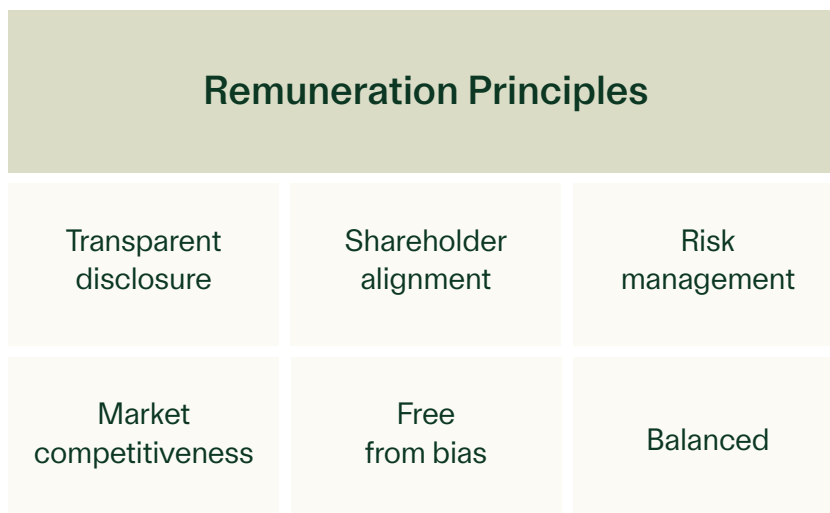 Remuneration Principles
Transparent
disclosure
Shareholder
alignment
Risk
management
Market
competitiveness
Free
from bias
Balanced